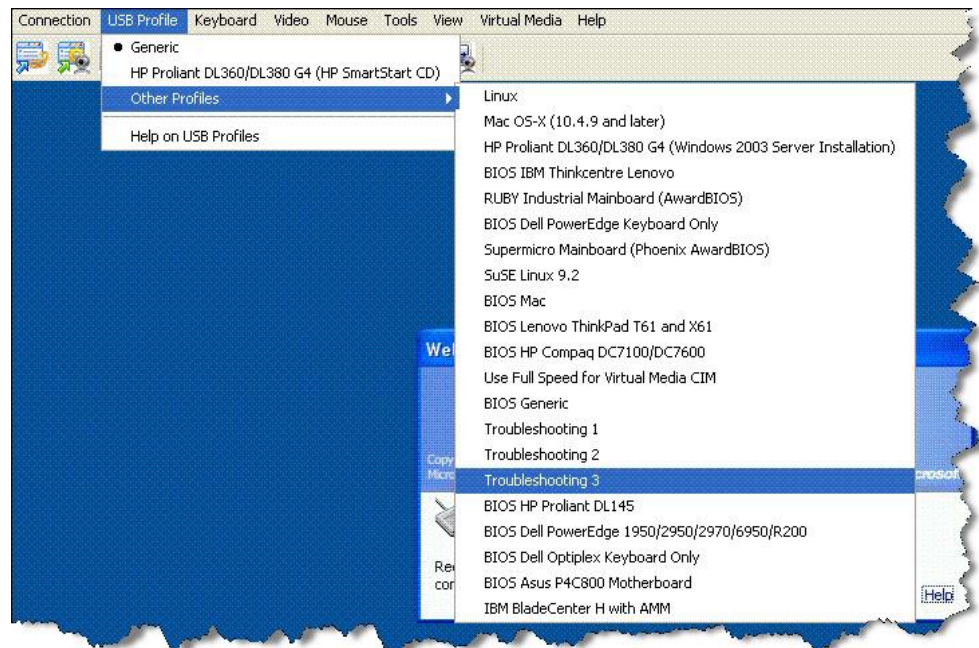 Connection USB Profile Keyboard Video Mouse Tools View Virtual Media Help
Generic
HP Proliant DL360/DL380 G4 (HP SmartStart CD)
Other Profiles
Help on USB Profiles
Linux
Mac OS-X (10.4.9 and later)
HP Proliant DL360/DL380 G4 (Windows 2003 Server Installation)
BIOS IBM Thinkcentre Lenovo
RUBY Industrial Mainboard (AwardBIOS)
BIOS Dell PowerEdge Keyboard Only
Supermicro Mainboard (Phoenix AwardBIOS)
SuSE Linux 9.2
BIOS Mac
BIOS Lenovo ThinkPad T61 and X61
BIOS HP Compaq DC7100/DC7600
Use Full Speed for Virtual Media CIM
BIOS Generic
Troubleshooting 1
Troubleshooting 2
Troubleshooting 3
BIOS HP Proliant DL145
BIOS Dell PowerEdge 1950/2950/2970/6950/R200
BIOS Dell Optiplex Keyboard Only
BIOS Asus P4C800 Motherboard
IBM BladeCenter H with AMM
Wel
Copy
Micro
crosoft
Re
cor
Help